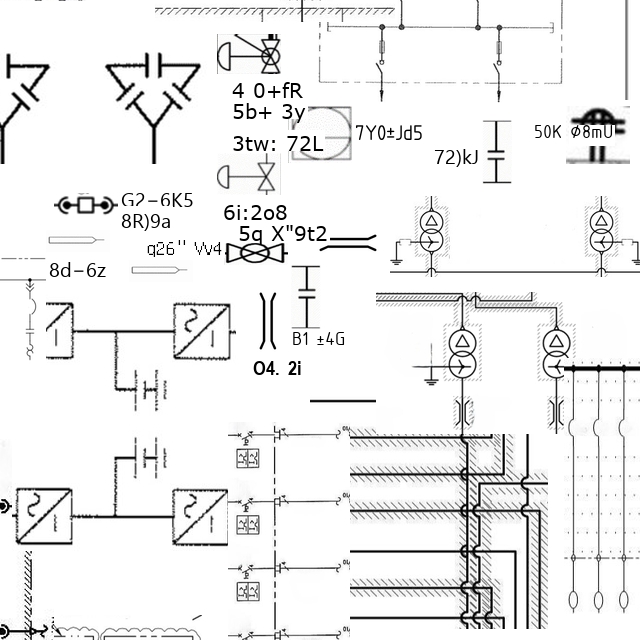 4 0+fR
5b+ 3y
3tw: 72L
7Y0±Jd5
50K Ø8mU
72)kJ
G2-6K5
8R)9a
6i:2o8
5q X"9t2
q26" Vv4
8d-6z
B1 ±4G
O4. 2i